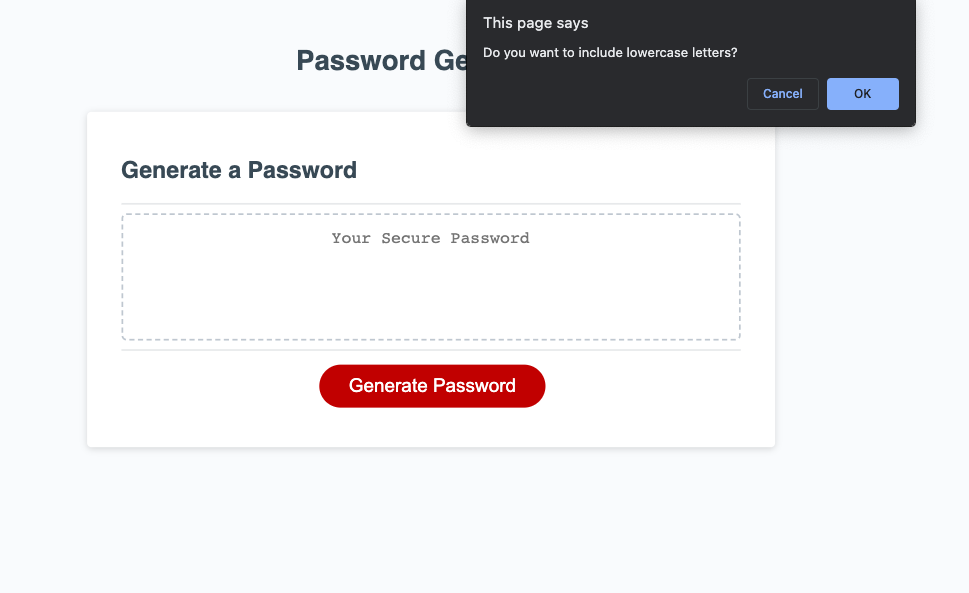 This page says
Do you want to include lowercase letters?
Cancel
OK
Password Ge
Generate a Password
Your Secure Password
Generate Password